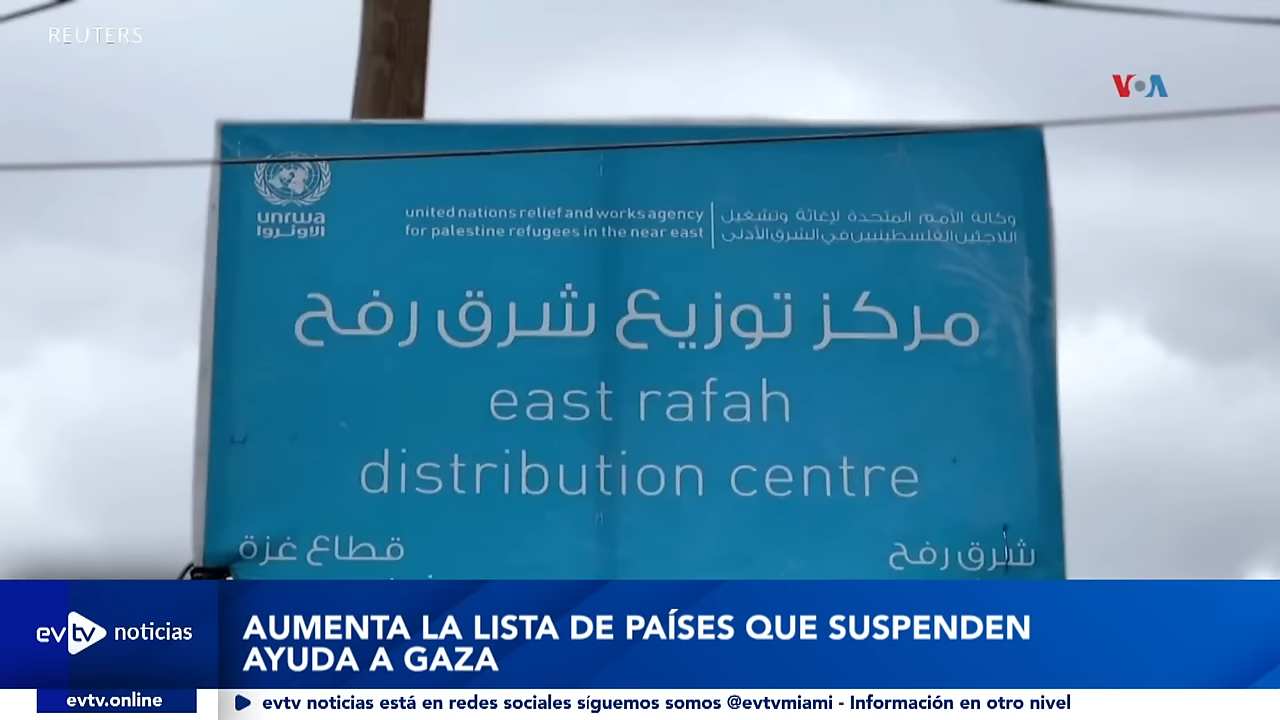 REUTERS
VOA
unrwa
الأونروا
united nations relief and works agency
for palestine refugees in the near east
وكالة الأمم المتحدة لإغاثة وتشغيل
اللاجئين الفلسطينيين في الشرق الأدنى
مركز توزيع شرق رفح
east rafah
distribution centre
قطاع غزة
شرق رفح
evtv noticias
AUMENTA LA LISTA DE PAÍSES QUE SUSPENDEN
AYUDA A GAZA
evtv.online
evtv noticias está en redes sociales síguemos somos @evtvmiami - Información en otro nivel